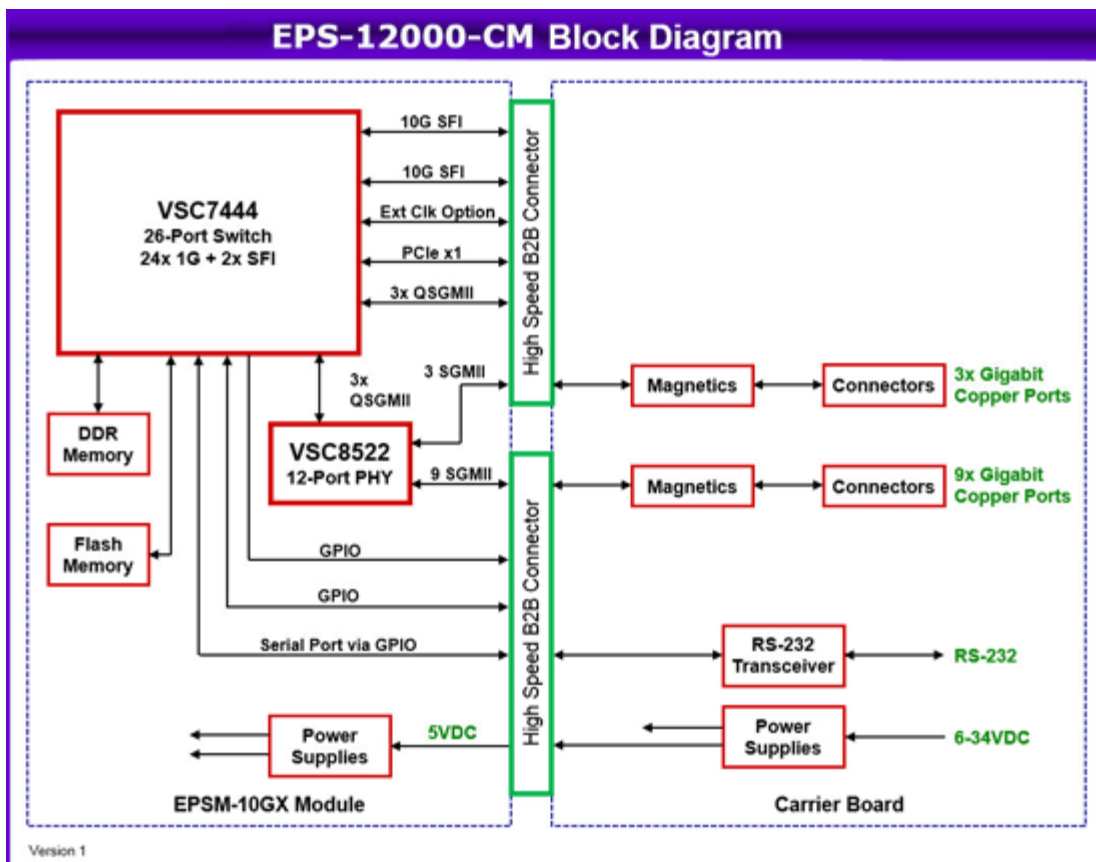 EPS-12000-CM Block Diagram
VSC7444
26-Port Switch
24x 1G + 2x SFI
10G SFI
10G SFI
Ext Clk Option
PCIe x1
3x QSGMII
High Speed B2B Connector
3x
QSGMII
3 SGMII
Magnetics
Connectors
3x Gigabit
Copper Ports
DDR
Memory
VSC8522
12-Port PHY
9 SGMII
High Speed B2B Connector
Magnetics
Connectors
9x Gigabit
Copper Ports
Flash
Memory
GPIO
GPIO
Serial Port via GPIO
RS-232
Transceiver
RS-232
Power
Supplies
5VDC
Power
Supplies
6-34VDC
EPSM-10GX Module
Carrier Board
Version 1